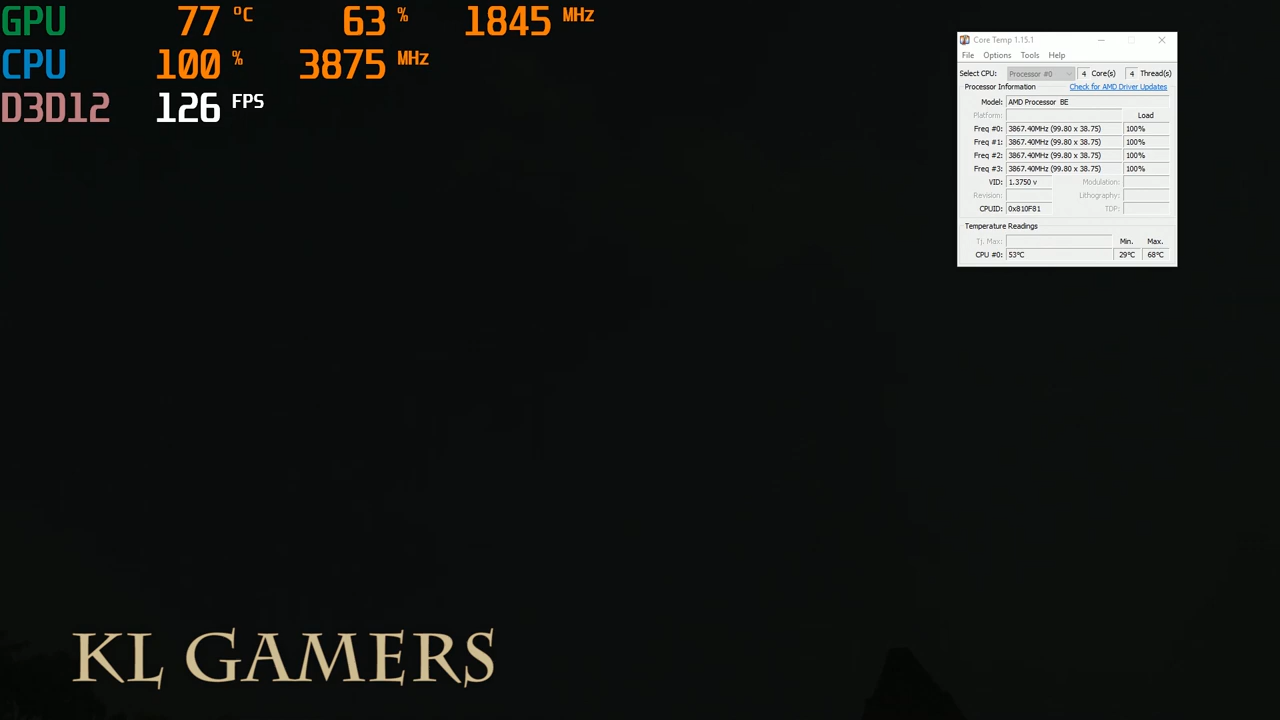 GPU 77 °C 63 % 1845 MHz
CPU 100 % 3875 MHz
D3D12 126 FPS
Core Temp 1.15.1
File Options Tools Help
Select CPU: Processor #0 4 Core(s) 4 Thread(s)
Processor Information Check for AMD Driver Updates
Model: AMD Processor BE
Platform: Load
Freq #0: 3867.40MHz (99.80 x 38.75) 100%
Freq #1: 3867.40MHz (99.80 x 38.75) 100%
Freq #2: 3867.40MHz (99.80 x 38.75) 100%
Freq #3: 3867.40MHz (99.80 x 38.75) 100%
VID: 1.3750 v Modulation:
Revision: Lithography:
CPUID: 0x810F81 TDP:
Temperature Readings
Tj. Max: Min. Max.
CPU #0: 53°C 29°C 68°C
KL GAMERS